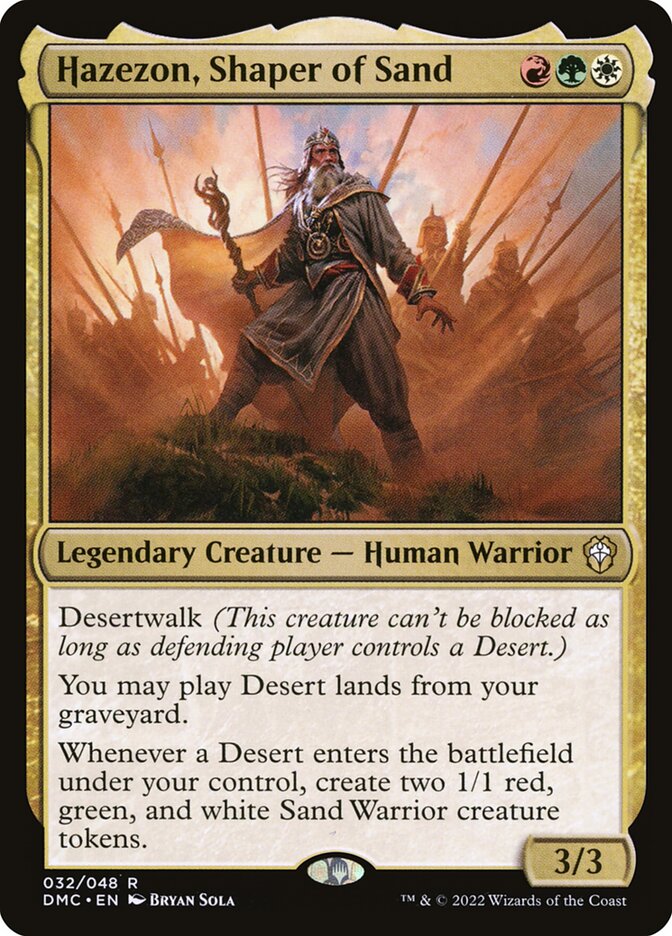 Hazezon, Shaper of Sand
Legendary Creature — Human Warrior
Desertwalk (This creature can't be blocked as
long as defending player controls a Desert.)
You may play Desert lands from your
graveyard.
Whenever a Desert enters the battlefield
under your control, create two 1/1 red,
green, and white Sand Warrior creature
tokens.
3/3
032/048 R
DMC • EN BRYAN SOLA
™ & © 2022 Wizards of the Coast